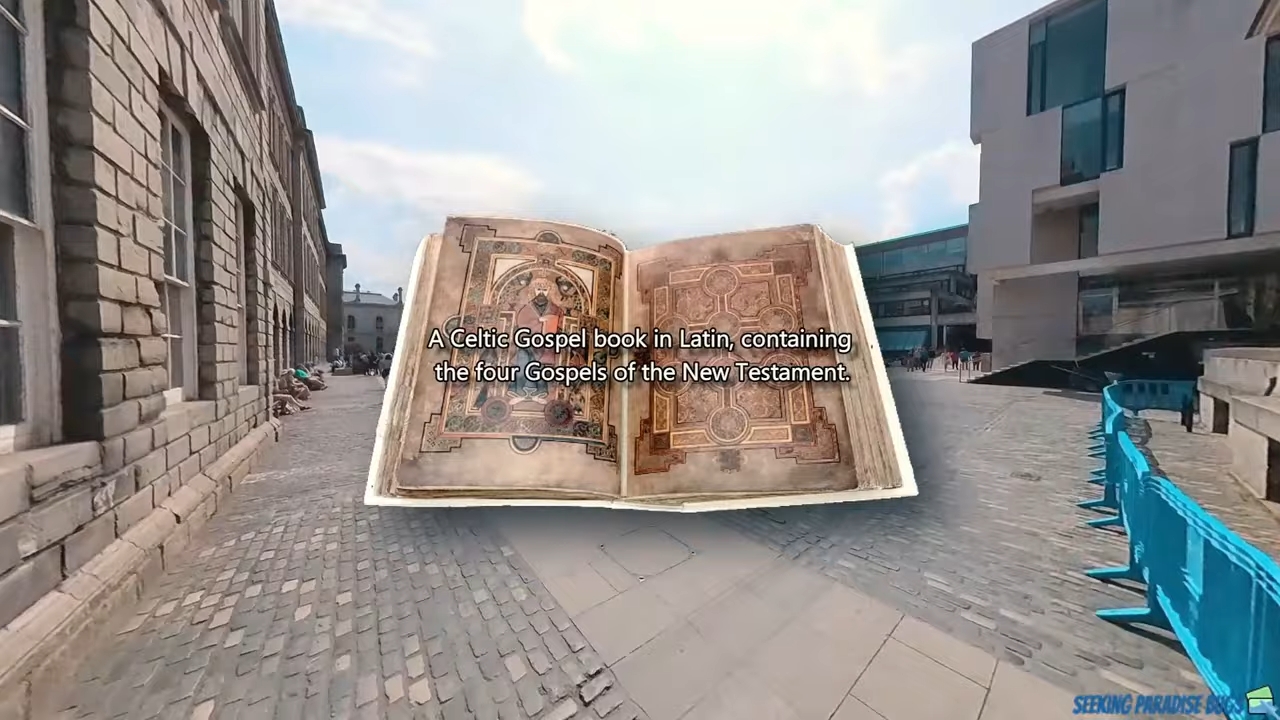 A Celtic Gospel book in Latin, containing
the four Gospels of the New Testament.
SEEKING PARADISE BUGS